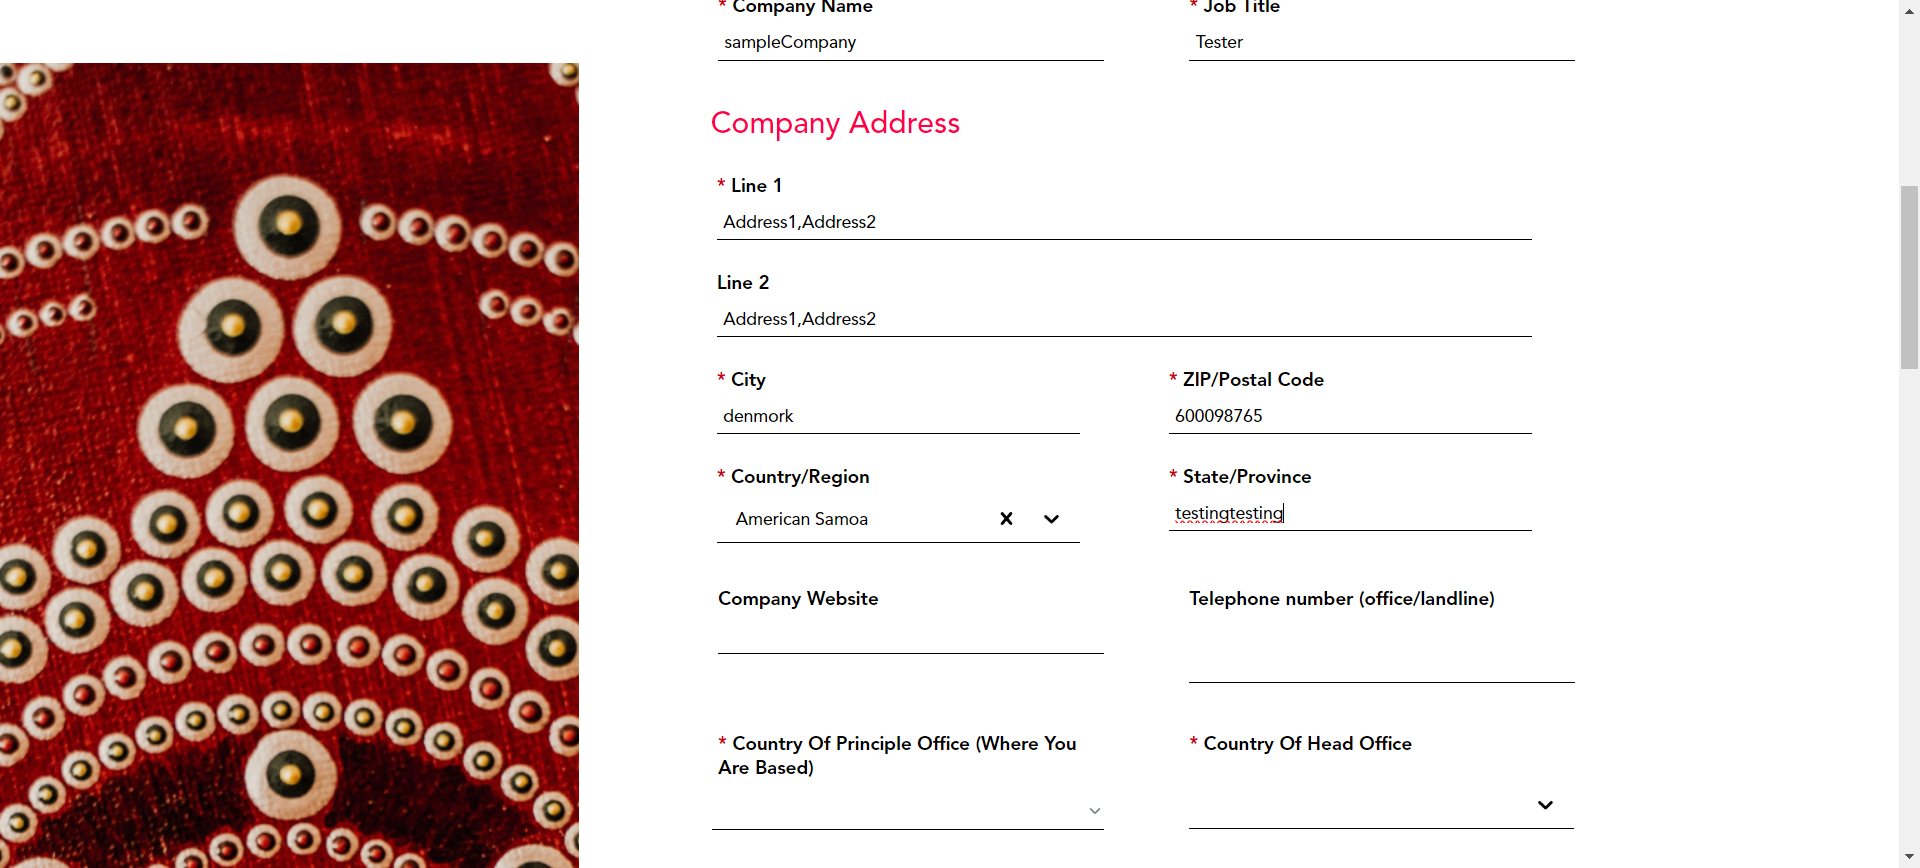 * Company Name
* Job Title
sampleCompany
Tester
Company Address
* Line 1
Address1,Address2
Line 2
Address1,Address2
* City
* ZIP/Postal Code
denmork
600098765
* Country/Region
* State/Province
American Samoa
testingtesting
Company Website
Telephone number (office/landline)
* Country Of Principle Office (Where You
Are Based)
* Country Of Head Office